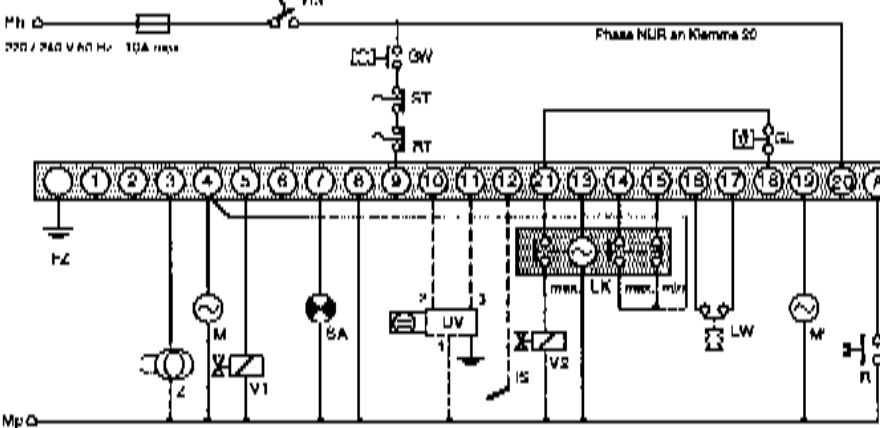 Ph
220 / 240 V 50 Hz 10A max.
Phase NUR an Klemme 20
GW
ST
RT
GL
1 2 3 4 5 6 7 8 9 10 11 12 21 13 14 15 16 17 18 19 20 A
FZ
max. LK max. min
2 3
M
SA
UV
LW
M'
1
Z
V1
IS
V2
R
Mp